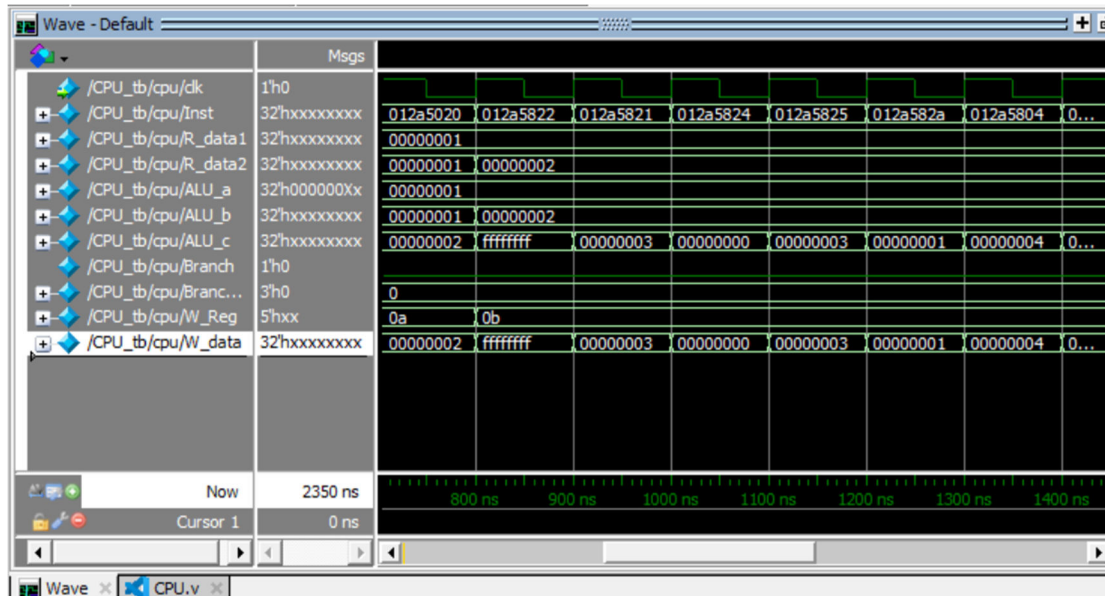 Wave - Default
Msgs
/CPU_tb/cpu/clk 1'h0
/CPU_tb/cpu/Inst 32'hxxxxxxxx 012a5020 012a5822 012a5821 012a5824 012a5825 012a582a 012a5804 0...
/CPU_tb/cpu/R_data1 32'hxxxxxxxx 00000001
/CPU_tb/cpu/R_data2 32'hxxxxxxxx 00000001 00000002
/CPU_tb/cpu/ALU_a 32'h000000Xx 00000001
/CPU_tb/cpu/ALU_b 32'hxxxxxxxx 00000001 00000002
/CPU_tb/cpu/ALU_c 32'hxxxxxxxx 00000002 ffffffff 00000003 00000000 00000003 00000001 00000004 0...
/CPU_tb/cpu/Branch 1'h0
/CPU_tb/cpu/Branc... 3'h0 0
/CPU_tb/cpu/W_Reg 5'hxx 0a 0b
/CPU_tb/cpu/W_data 32'hxxxxxxxx 00000002 ffffffff 00000003 00000000 00000003 00000001 00000004 0...
Now 2350 ns 800 ns 900 ns 1000 ns 1100 ns 1200 ns 1300 ns 1400 ns
Cursor 1 0 ns
Wave CPU.v